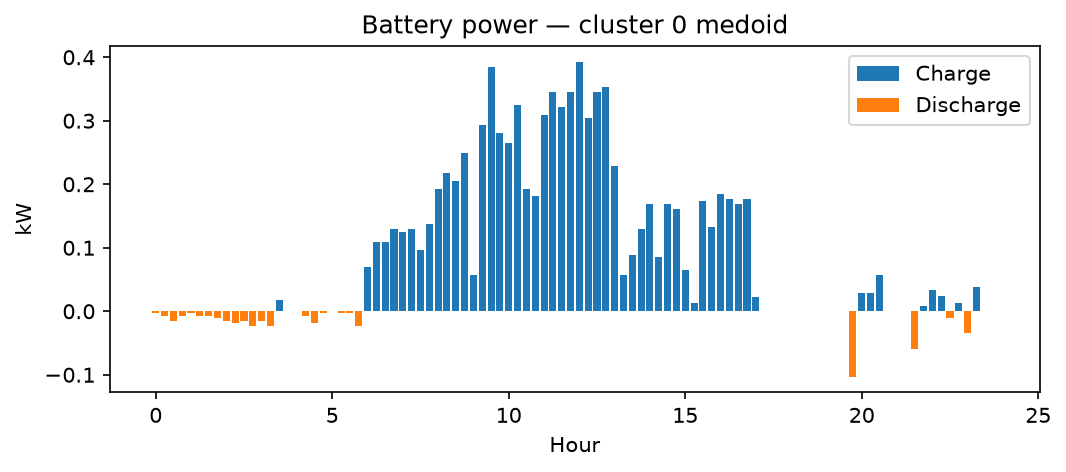 Battery power — cluster 0 medoid
Charge
Discharge
kW
0.4
0.3
0.2
0.1
0.0
−0.1
0 5 10 15 20 25
Hour